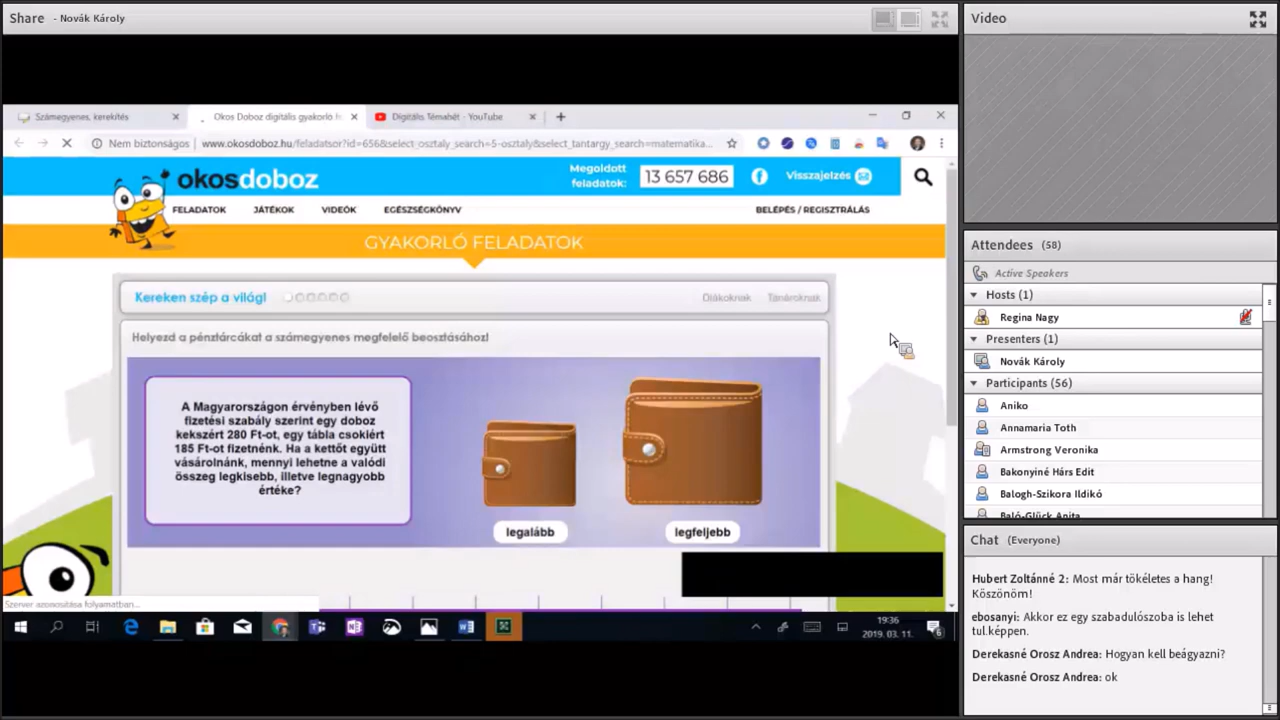 Share - Novák Károly
Számegyenes, kerekítés
Okos Doboz digitális gyakorló f
Digitális Témahét - YouTube
Nem biztonságos
www.okosdoboz.hu/feladatsor?id=656&select_osztaly_search=5-osztaly&select_tantargy_search=matematika...
okosdoboz
Megoldott
feladatok:
13 657 686
Visszajelzés
FELADATOK
JÁTÉKOK
VIDEÓK
EGÉSZSÉGKÖNYV
BELÉPÉS / REGISZTRÁLÁS
GYAKORLÓ FELADATOK
Kereken szép a világ!
Diákoknak
Tanároknak
Helyezd a pénztárcákat a számegyenes megfelelő beosztásához!
A Magyarországon érvényben lévő
fizetési szabály szerint egy doboz
kekszért 280 Ft-ot, egy tábla csokiért
185 Ft-ot fizetnénk. Ha a kettőt együtt
vásárolnánk, mennyi lehetne a valódi
összeg legkisebb, illetve legnagyobb
értéke?
legalább
legfeljebb
Szerver azonosítása folyamatban...
19:36
2019. 03. 11.
6
Video
Attendees (58)
Active Speakers
Hosts (1)
Regina Nagy
Presenters (1)
Novák Károly
Participants (56)
Aniko
Annamaria Toth
Armstrong Veronika
Bakonyiné Hárs Edit
Balogh-Szikora Ildikó
Baló-Glück Anita
Chat (Everyone)
Hubert Zoltánné 2: Most már tökéletes a hang!
Köszönöm!
ebosanyi: Akkor ez egy szabadulószoba is lehet
tul.képpen.
Derekasné Orosz Andrea: Hogyan kell beágyazni?
Derekasné Orosz Andrea: ok